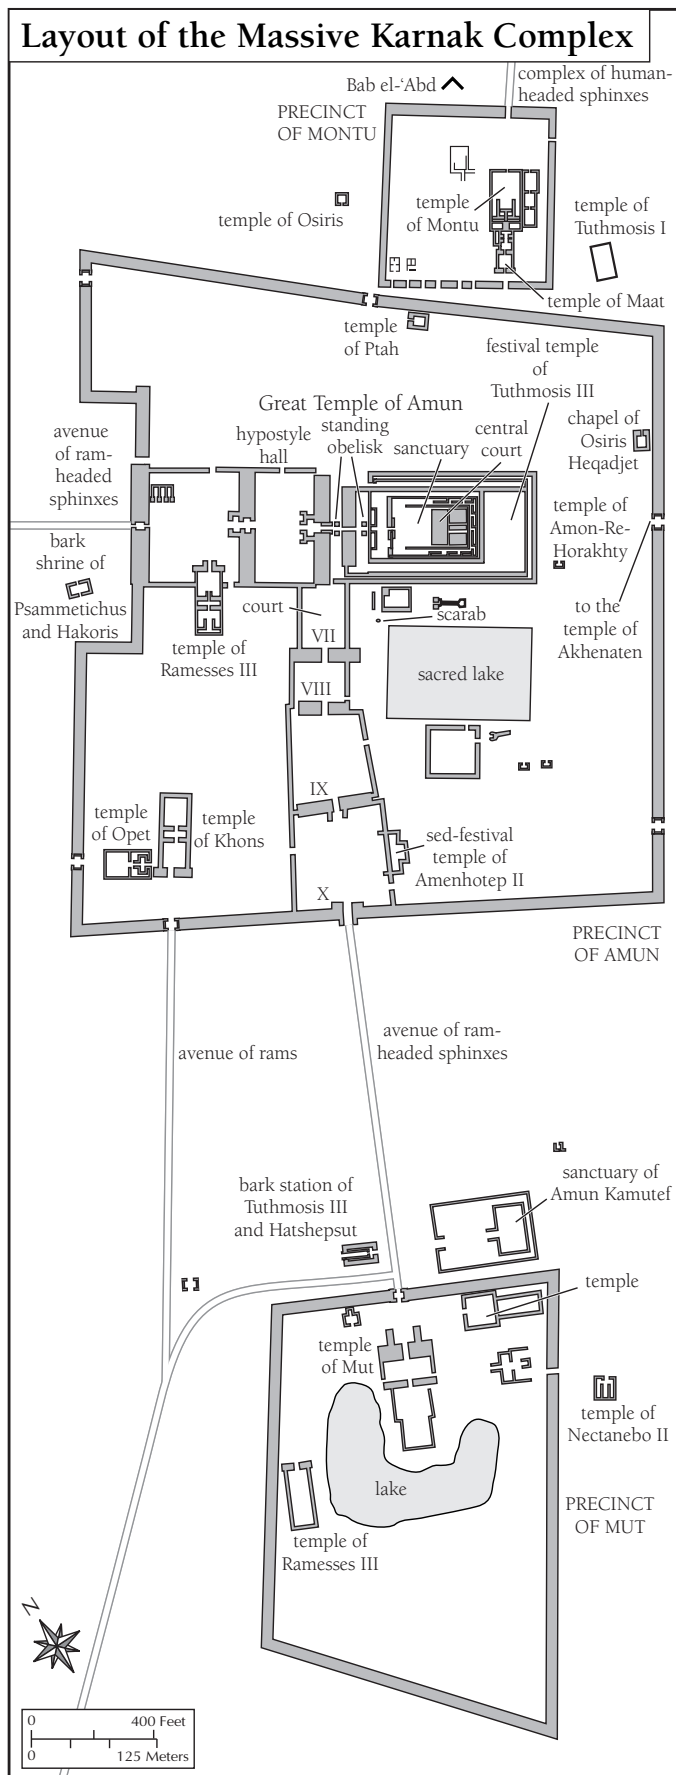 Layout of the Massive Karnak Complex
complex of human-
headed sphinxes
Bab el-‘Abd
PRECINCT
OF MONTU
temple
of Montu
temple of Osiris
temple of
Tuthmosis I
temple of Maat
temple
of Ptah
festival temple
of
Tuthmosis III
Great Temple of Amun
hypostyle
hall
standing
obelisk
sanctuary
central
court
chapel of
Osiris
Heqadjet
avenue
of ram-
headed
sphinxes
temple of
Amon-Re-
Horakhty
bark
shrine of
Psammetichus
and Hakoris
temple of
Ramesses III
court
VII
scarab
to the
temple of
Akhenaten
VIII
sacred lake
IX
temple
of Opet
temple
of Khons
sed-festival
temple of
Amenhotep II
X
PRECINCT
OF AMUN
avenue of rams
avenue of ram-
headed sphinxes
bark station of
Tuthmosis III
and Hatshepsut
sanctuary of
Amun Kamutef
temple
temple
of Mut
temple of
Nectanebo II
lake
PRECINCT
OF MUT
temple of
Ramesses III
N
0 400 Feet
0 125 Meters